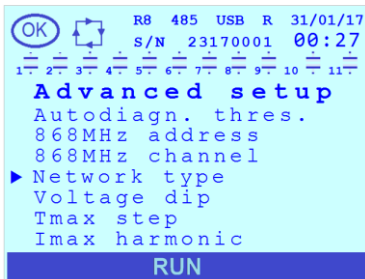 OK R8 485 USB R 31/01/17
S/N 23170001 00:27
1 2 3 4 5 6 7 8 9 10 11
Advanced setup
Autodiagn. thres.
868MHz address
868MHz channel
Network type
Voltage dip
Tmax step
Imax harmonic
RUN